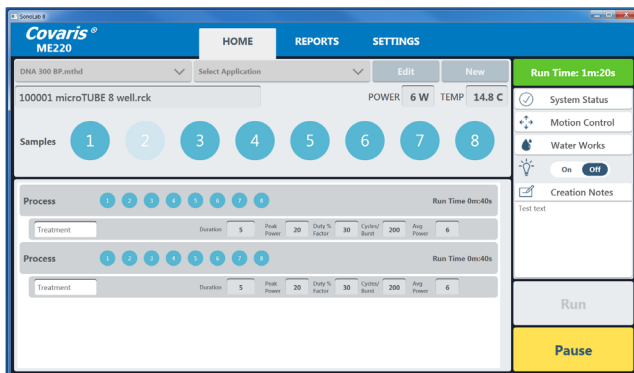 SonoLab 8
Covaris ®
ME220
HOME REPORTS SETTINGS
DNA 300 BP.mthd Select Application Edit New
100001 microTUBE 8 well.rck POWER 6 W TEMP 14.8 C
Samples 1 2 3 4 5 6 7 8
Process 1 2 3 4 5 6 7 8 Run Time 0m:40s
Treatment Duration 5 Peak Power 20 Duty % Factor 30 Cycles/ Burst 200 Avg Power 6
Process 1 2 3 4 5 6 7 8 Run Time 0m:40s
Treatment Duration 5 Peak Power 20 Duty % Factor 30 Cycles/ Burst 200 Avg Power 6
Run Time: 1m:20s
System Status
Motion Control
Water Works
On Off
Creation Notes
Test text
Run
Pause